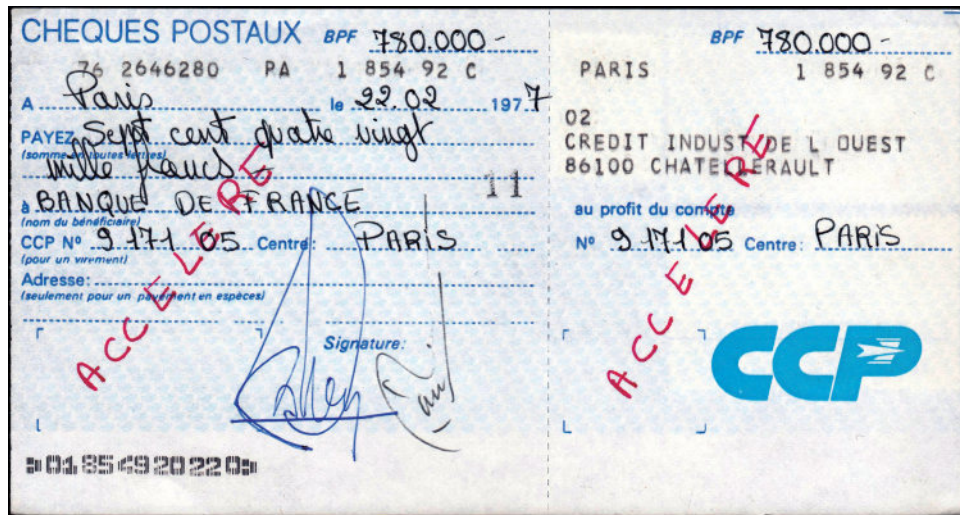 CHEQUES POSTAUX BPF 780.000 -
76 2646280 PA 1 854 92 C
A Paris le 22.02 1977
PAYEZ Sept cent quatre vingt
(somme en toutes lettres)
mille francs
11
à BANQUE DE FRANCE
(nom du bénéficiaire)
CCP Nº 9 171 05 Centre: PARIS
(pour un virement)
Adresse:
(seulement pour un payement en espèces)
Signature:
ACCELERE
01854920220
BPF 780.000 -
PARIS 1 854 92 C
02
CREDIT INDUST DE L OUEST
86100 CHATELLERAULT
au profit du compte
Nº 9 171 05 Centre: PARIS
ACCELERE
CCP